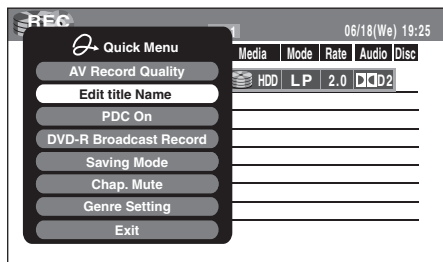 REC
1 06/18(We) 19:25
Quick Menu
Media Mode Rate Audio Disc
AV Record Quality
HDD LP 2.0 D2
Edit title Name
PDC On
DVD-R Broadcast Record
Saving Mode
Chap. Mute
Genre Setting
Exit